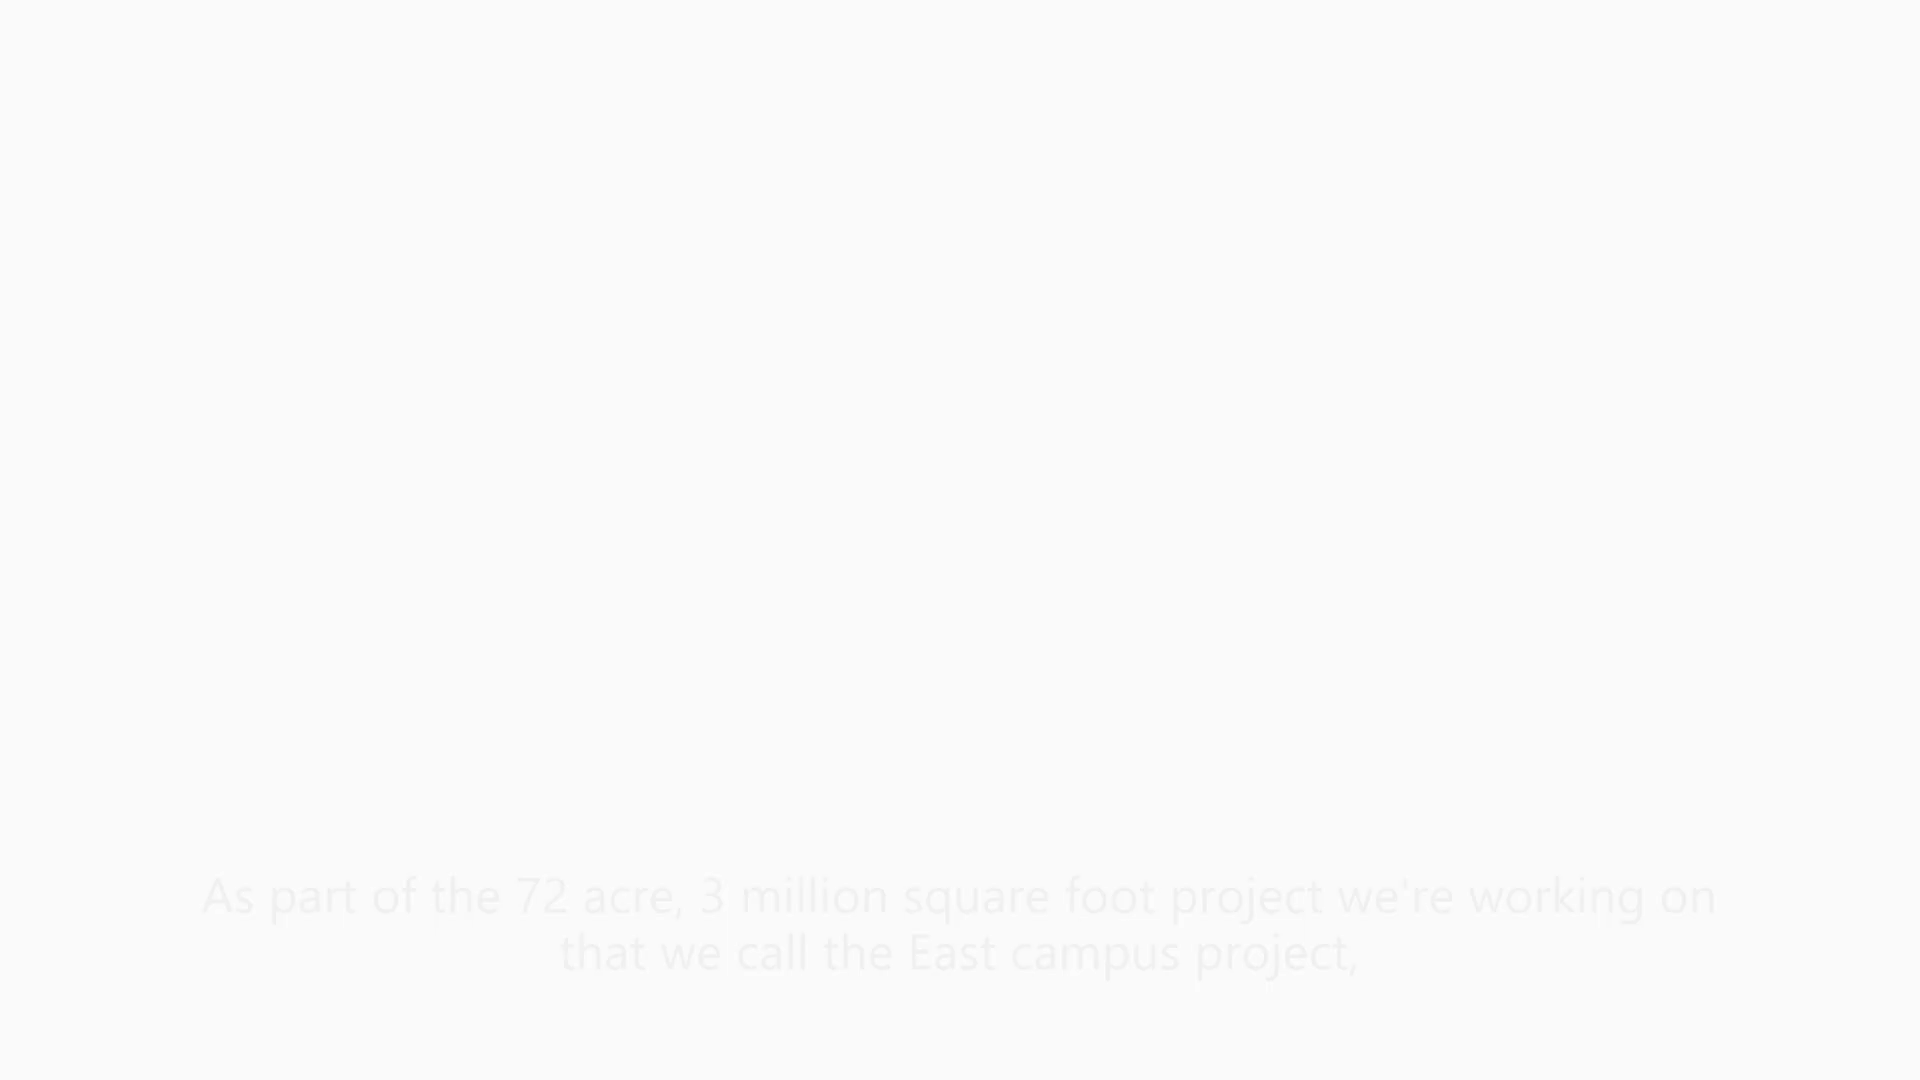 As part of the 72 acre, 3 million square foot project we're working on
that we call the East campus project,